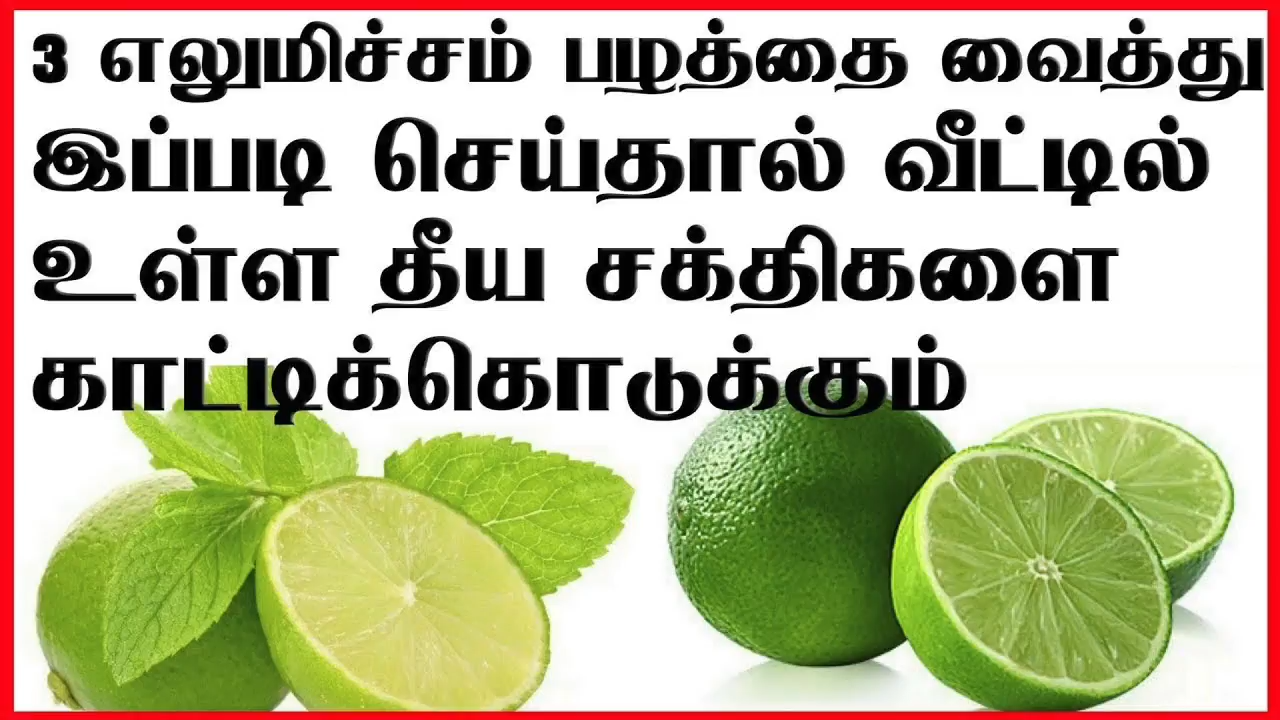 3 எலுமிச்சம் பழத்தை வைத்து
இப்படி செய்தால் வீட்டில்
உள்ள தீய சக்திகளை
காட்டிக்கொடுக்கும்